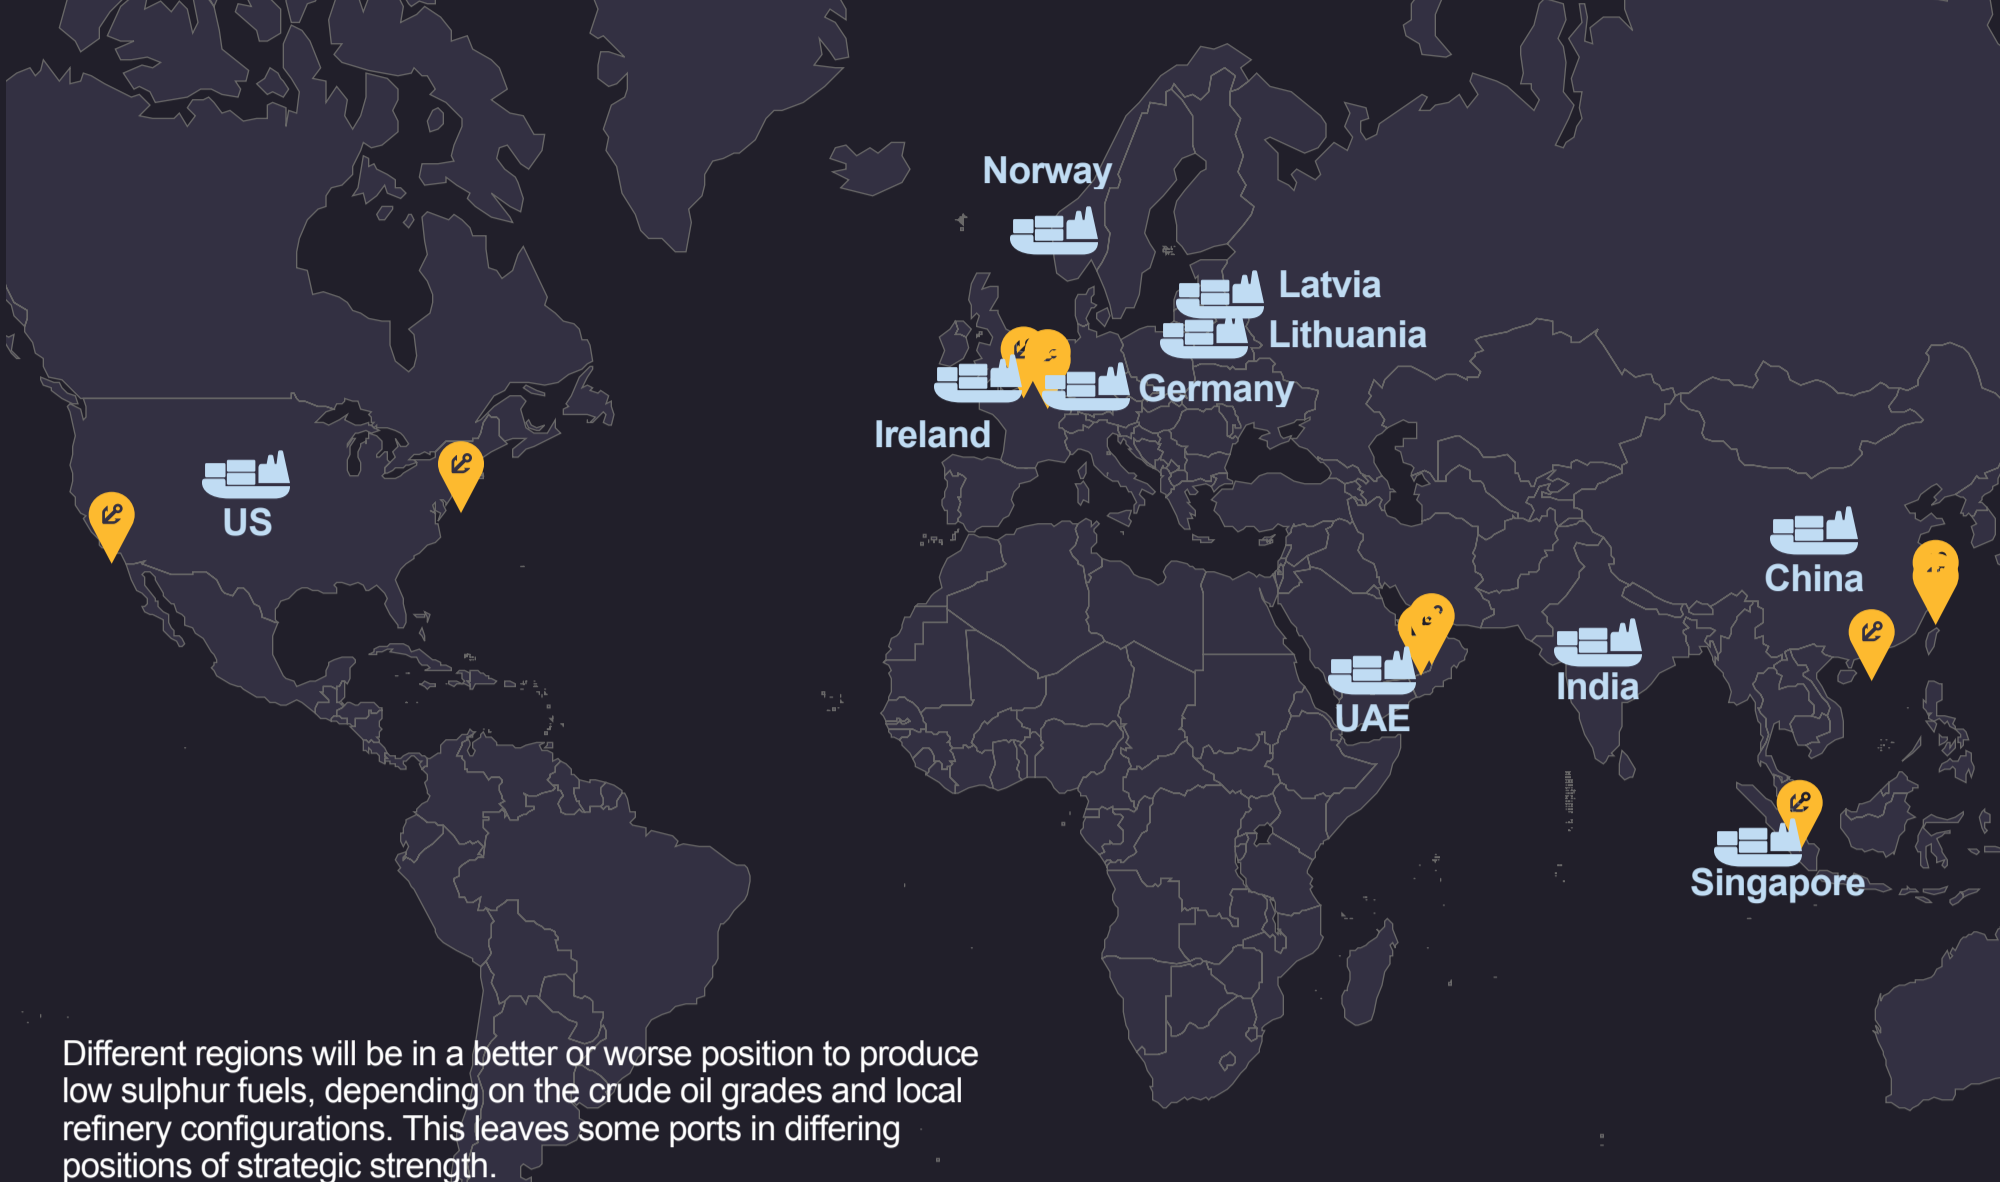 Norway
Latvia
Lithuania
Germany
Ireland
US
China
India
UAE
Singapore
Different regions will be in a better or worse position to produce
low sulphur fuels, depending on the crude oil grades and local
refinery configurations. This leaves some ports in differing
positions of strategic strength.